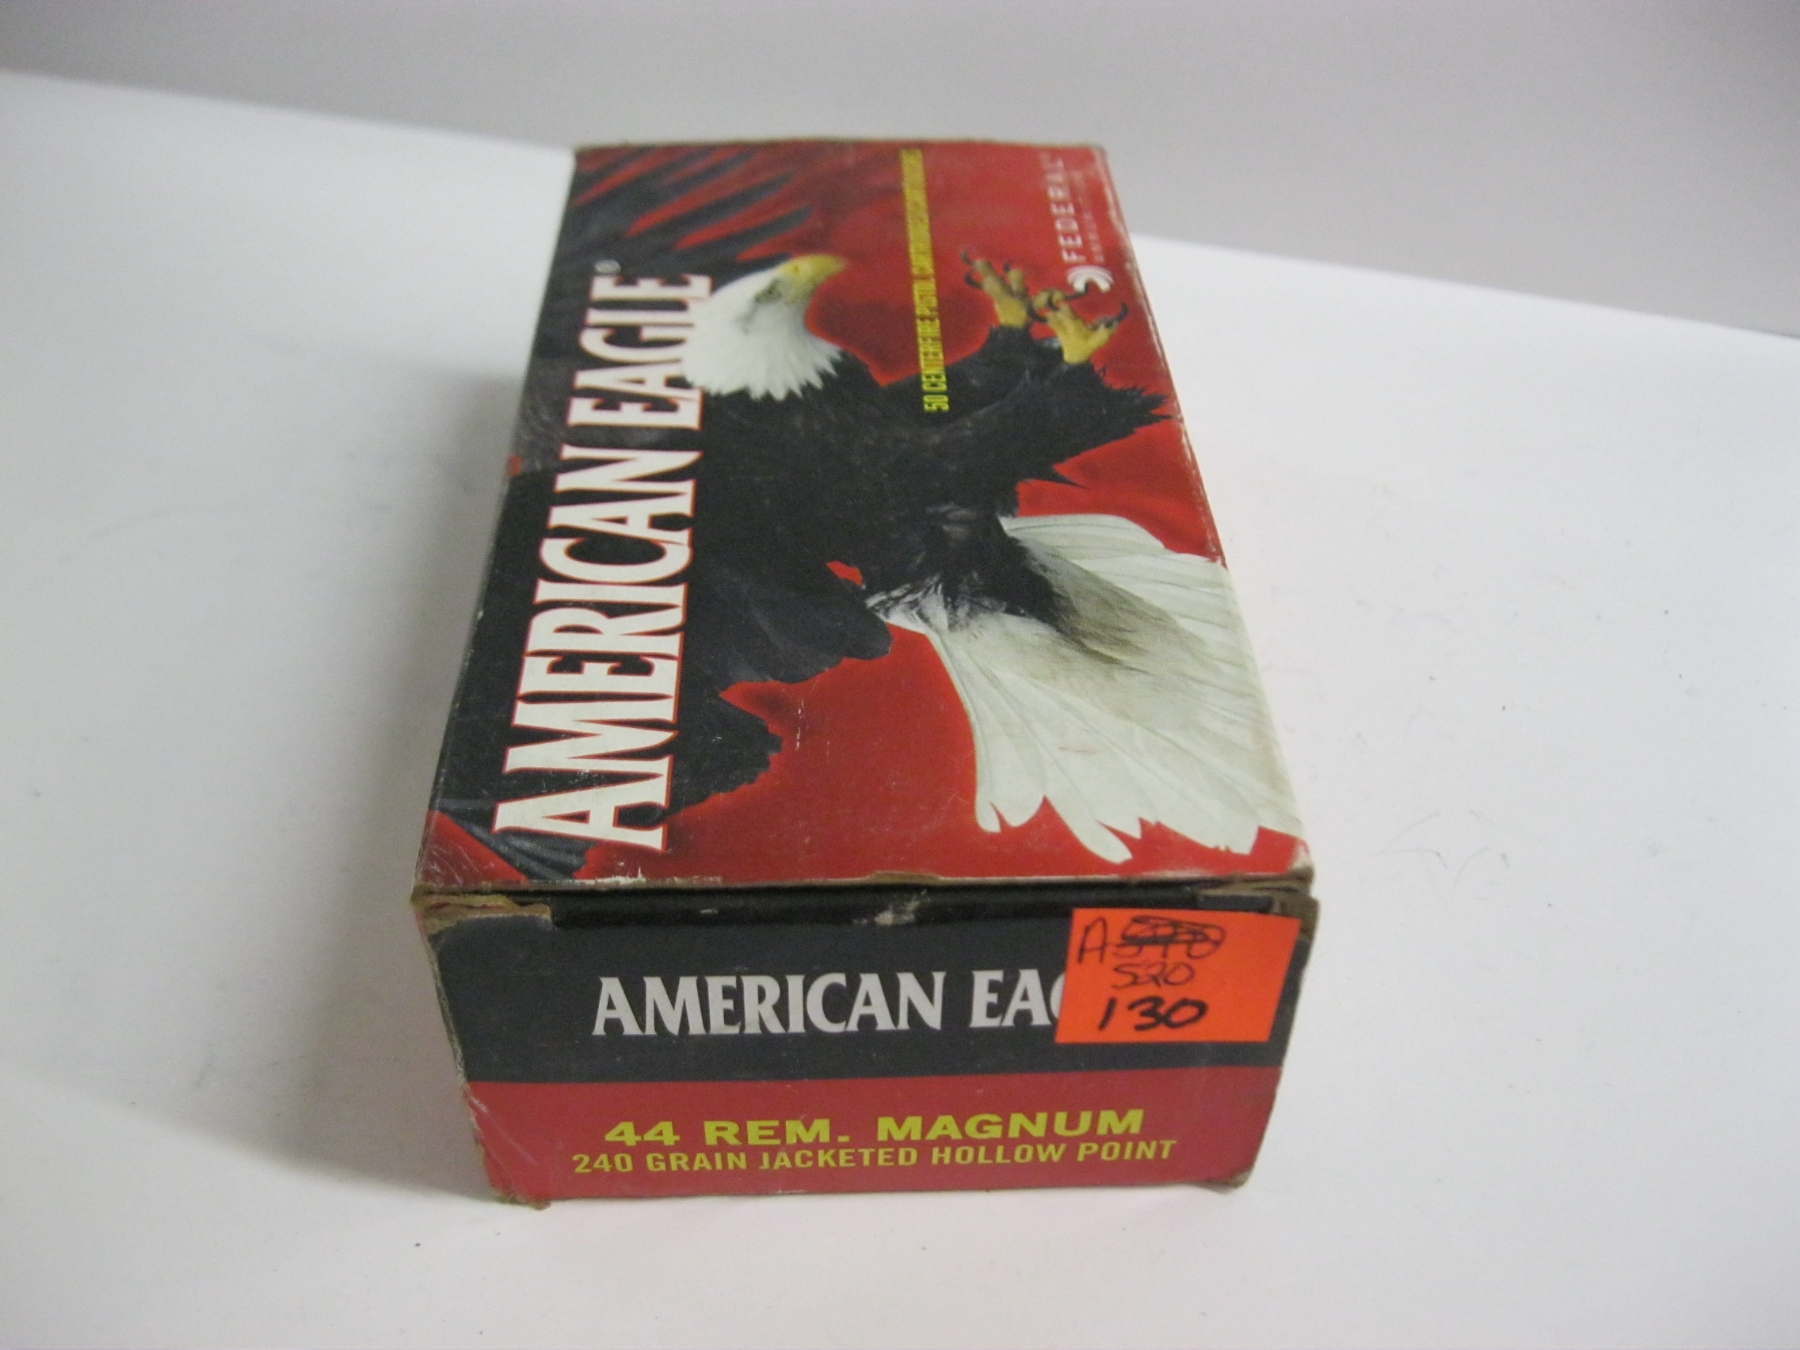 AMERICAN EAGLE®
50 CENTERFIRE PISTOL CARTRIDGES/CARTOUCHES
FEDERAL
AMERICAN EAG
A
520
130
44 REM. MAGNUM
240 GRAIN JACKETED HOLLOW POINT